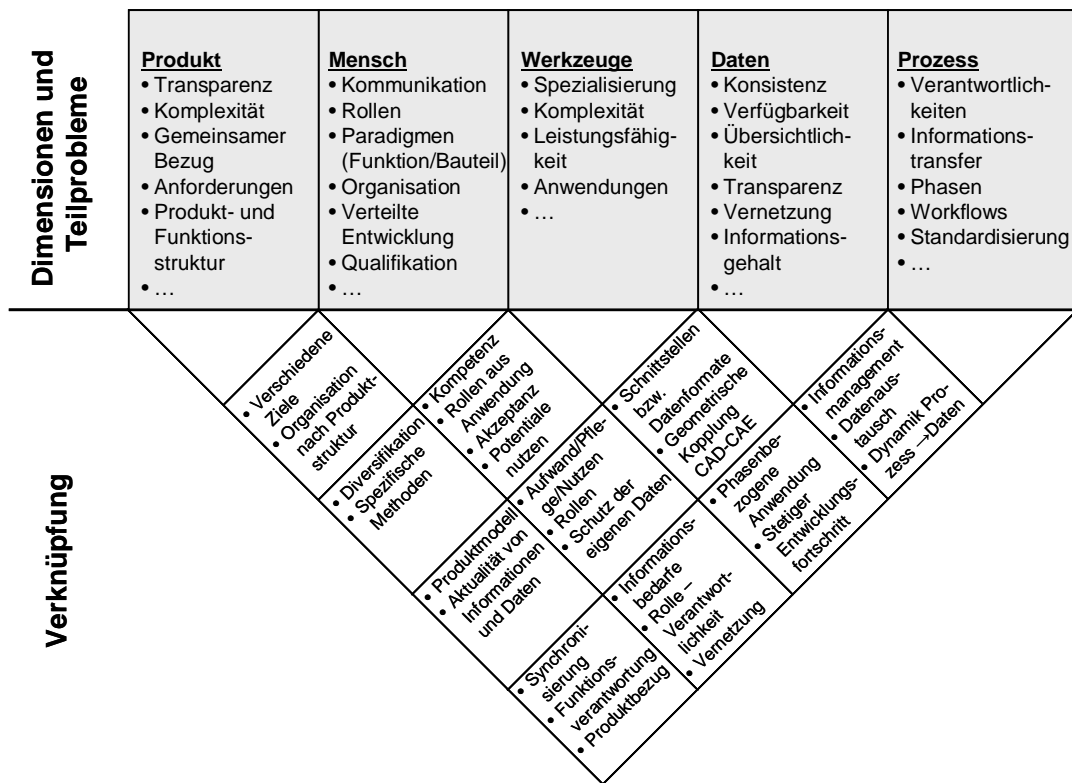 Dimensionen und
Teilprobleme
Produkt
• Transparenz
• Komplexität
• Gemeinsamer
Bezug
• Anforderungen
• Produkt- und
Funktions-
struktur
• …
Mensch
• Kommunikation
• Rollen
• Paradigmen
(Funktion/Bauteil)
• Organisation
• Verteilte
Entwicklung
• Qualifikation
• …
Werkzeuge
• Spezialisierung
• Komplexität
• Leistungsfähig-
keit
• Anwendungen
• …
Daten
• Konsistenz
• Verfügbarkeit
• Übersichtlich-
keit
• Transparenz
• Vernetzung
• Informations-
gehalt
• …
Prozess
• Verantwortlich-
keiten
• Informations-
transfer
• Phasen
• Workflows
• Standardisierung
• …
Verknüpfung
• Verschiedene
Ziele
• Organisation
nach Produkt-
struktur
• Kompetenz
• Rollen aus
Anwendung
• Akzeptanz
• Potentiale
nutzen
• Schnittstellen
bzw.
Datenformate
• Geometrische
Kopplung
CAD-CAE
• Informations-
management
• Datenaus-
tausch
• Dynamik Pro-
zess →Daten
• Diversifikation
• Spezifische
Methoden
• Aufwand/Pfle-
ge/Nutzen
• Rollen
• Schutz der
eigenen Daten
• Phasenbe-
zogene
Anwendung
• Stetiger
Entwicklungs-
fortschritt
• Produktmodell
• Aktualität von
Informationen
und Daten
• Informations-
bedarfe
• Rolle –
Verantwort-
lichkeit
• Vernetzung
• Synchroni-
sierung
• Funktions-
verantwortung
• Produktbezug